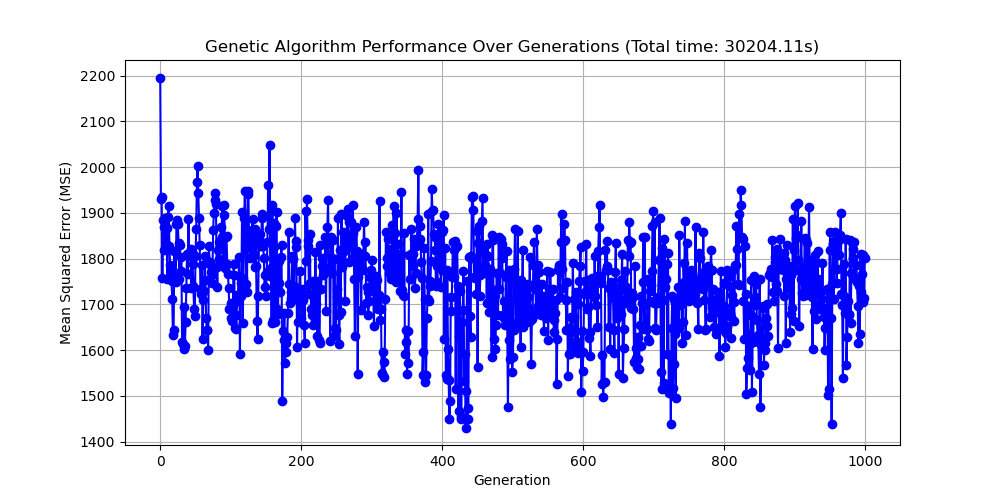 Genetic Algorithm Performance Over Generations (Total time: 30204.11s)
2200
2100
2000
1900
1800
1700
1600
1500
1400
Mean Squared Error (MSE)
0 200 400 600 800 1000
Generation